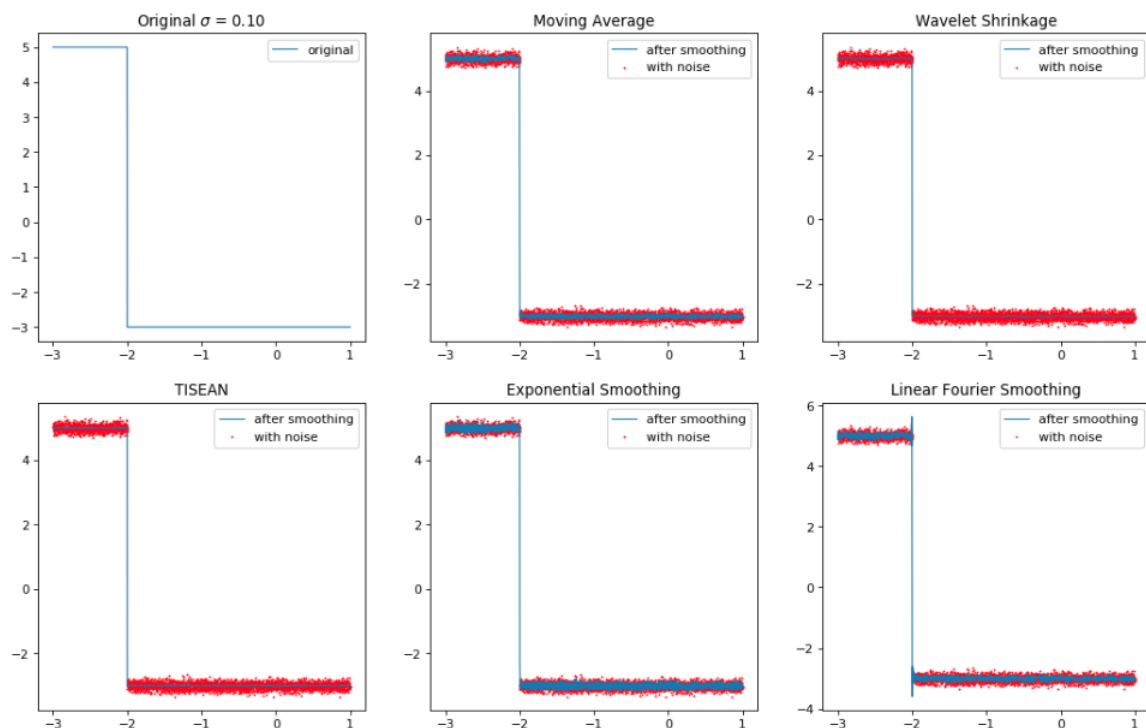 Original σ = 0.10
original
5
4
3
2
1
0
-1
-2
-3
-3 -2 -1 0 1
Moving Average
after smoothing
with noise
4
2
0
-2
-3 -2 -1 0 1
Wavelet Shrinkage
after smoothing
with noise
4
2
0
-2
-3 -2 -1 0 1
TISEAN
after smoothing
with noise
4
2
0
-2
-3 -2 -1 0 1
Exponential Smoothing
after smoothing
with noise
4
2
0
-2
-3 -2 -1 0 1
Linear Fourier Smoothing
after smoothing
with noise
6
4
2
0
-2
-4
-3 -2 -1 0 1